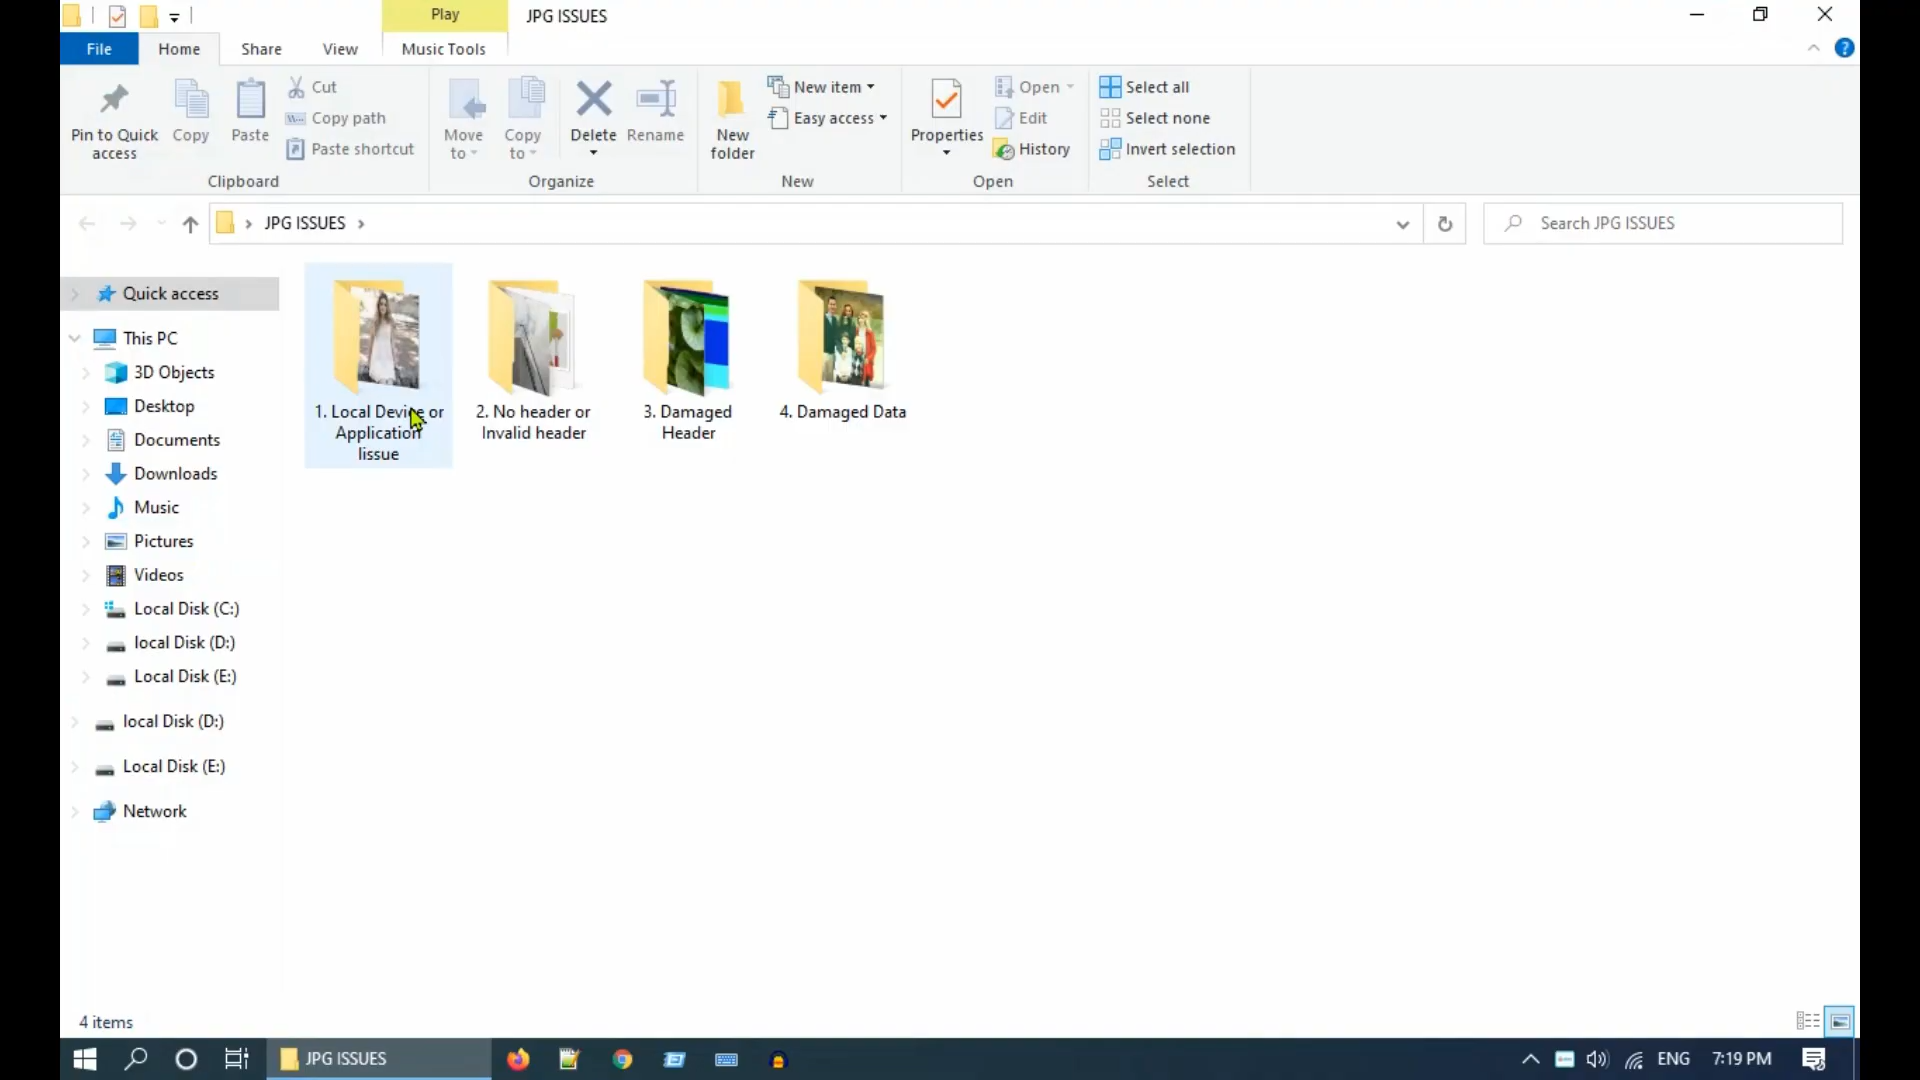 Play
JPG ISSUES
File
Home
Share
View
Music Tools
Pin to Quick access
Copy
Paste
Cut
Copy path
Paste shortcut
Clipboard
Move to
Copy to
Delete
Rename
Organize
New folder
New item
Easy access
New
Properties
Open
Edit
History
Open
Select all
Select none
Invert selection
Select
JPG ISSUES
Search JPG ISSUES
Quick access
This PC
3D Objects
Desktop
Documents
Downloads
Music
Pictures
Videos
Local Disk (C:)
local Disk (D:)
Local Disk (E:)
local Disk (D:)
Local Disk (E:)
Network
1. Local Device or
Application
Iissue
2. No header or
Invalid header
3. Damaged
Header
4. Damaged Data
4 items
JPG ISSUES
ENG
7:19 PM